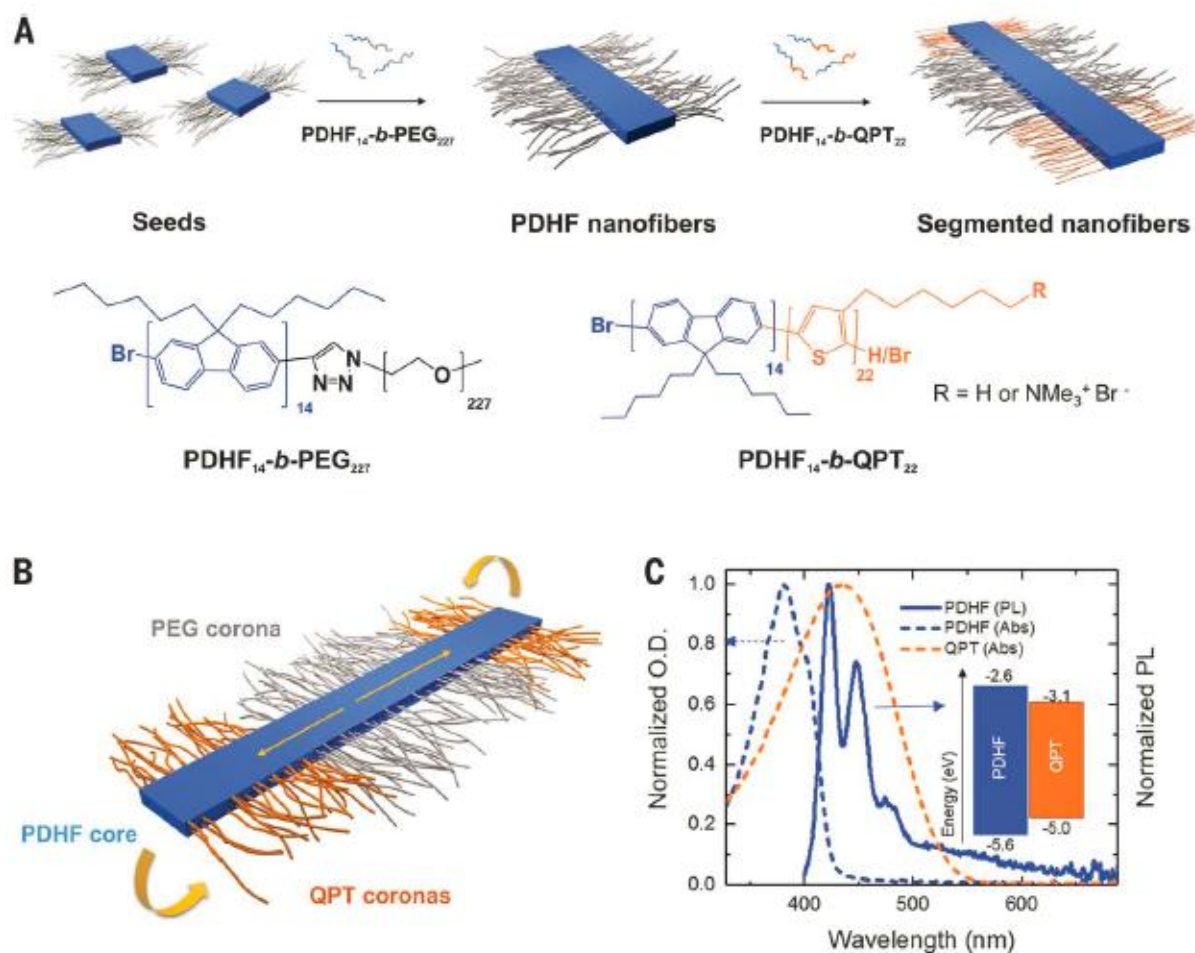 A
PDHF₁₄-b-PEG₂₂₇
PDHF₁₄-b-QPT₂₂
Seeds
PDHF nanofibers
Segmented nanofibers
Br
14
N
N=N
O
227
PDHF₁₄-b-PEG₂₂₇
Br
14
S
22
H/Br
R
R = H or NMe₃⁺ Br⁻
PDHF₁₄-b-QPT₂₂
B
PEG corona
PDHF core
QPT coronas
C
Normalized O.D.
1.0
0.8
0.6
0.4
0.2
0.0
PDHF (PL)
PDHF (Abs)
QPT (Abs)
Energy (eV)
-2.6
-3.1
PDHF
QPT
-5.0
-5.6
Normalized PL
400 500 600
Wavelength (nm)